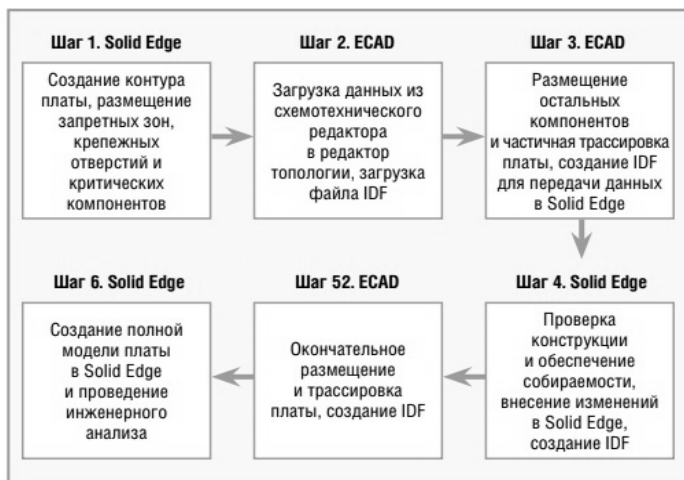 Шаг 1. Solid Edge
Создание контура
платы, размещение
запретных зон,
крепежных
отверстий и
критических
компонентов
Шаг 2. ECAD
Загрузка данных из
схемотехнического
редактора
в редактор
топологии, загрузка
файла IDF
Шаг 3. ECAD
Размещение
остальных
компонентов
и частичная трассировка
платы, создание IDF
для передачи данных
в Solid Edge
Шаг 4. Solid Edge
Проверка
конструкции
и обеспечение
собираемости,
внесение изменений
в Solid Edge,
создание IDF
Шаг 52. ECAD
Окончательное
размещение
и трассировка
платы, создание IDF
Шаг 6. Solid Edge
Создание полной
модели платы
в Solid Edge
и проведение
инженерного
анализа